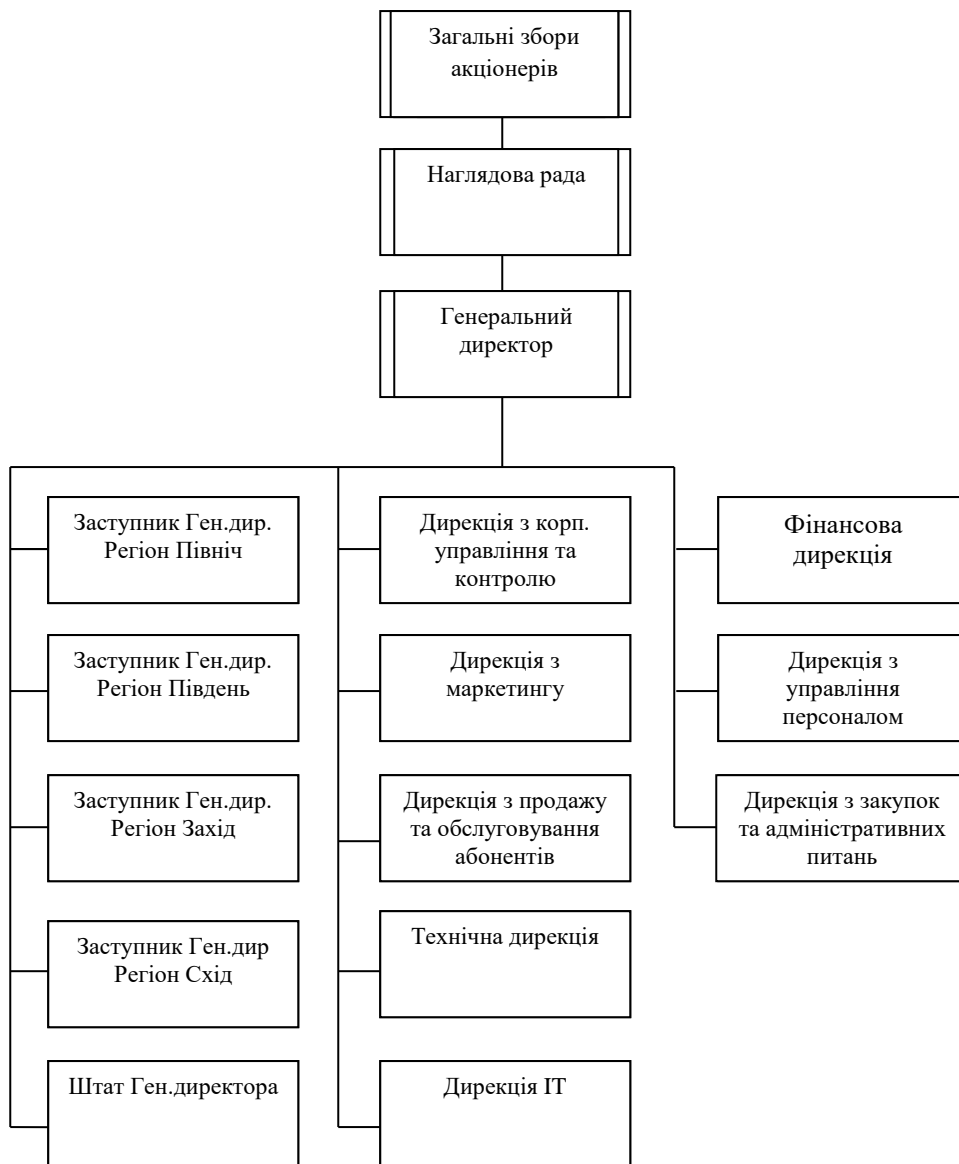 Загальні збори
акціонерів
Наглядова рада
Генеральний
директор
Заступник Ген.дир.
Регіон Північ
Заступник Ген.дир.
Регіон Південь
Заступник Ген.дир.
Регіон Захід
Заступник Ген.дир
Регіон Схід
Штат Ген.директора
Дирекція з корп.
управління та
контролю
Дирекція з
маркетингу
Дирекція з продажу
та обслуговування
абонентів
Технічна дирекція
Дирекція ІТ
Фінансова
дирекція
Дирекція з
управління
персоналом
Дирекція з закупок
та адміністративних
питань